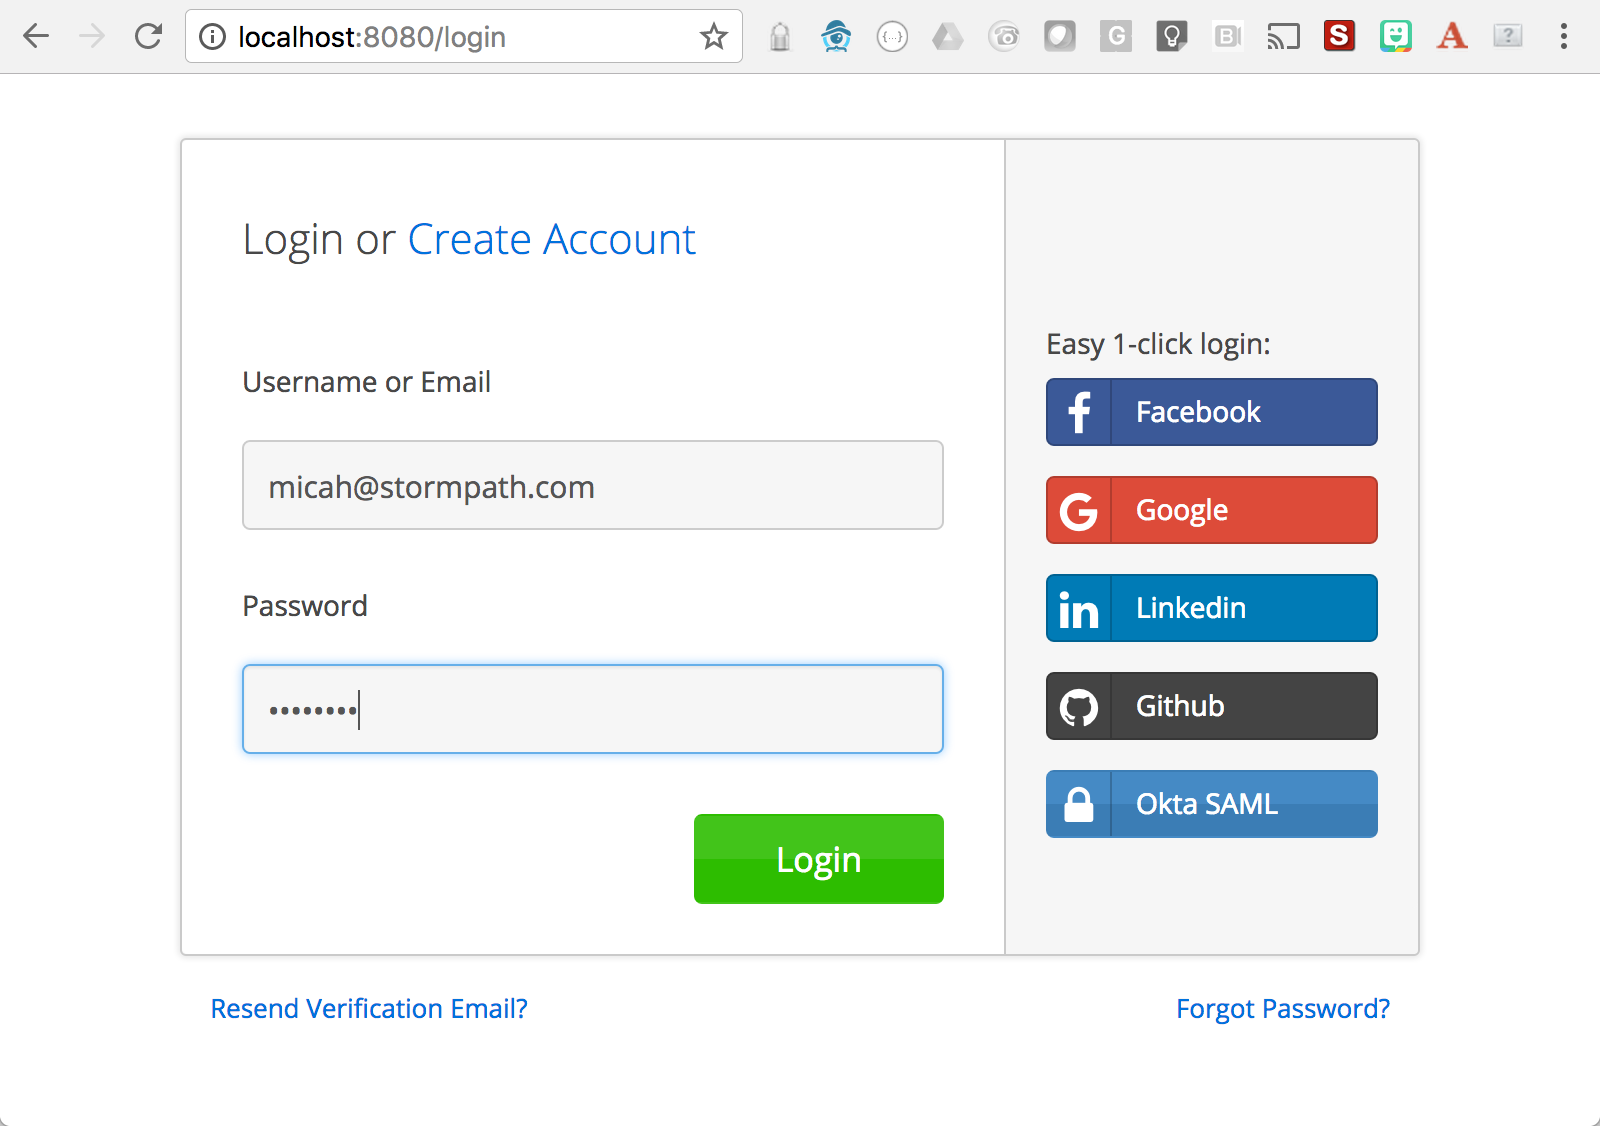 localhost:8080/login
Login or Create Account
Username or Email
micah@stormpath.com
Password
••••••••
Login
Easy 1-click login:
Facebook
Google
Linkedin
Github
Okta SAML
Resend Verification Email?
Forgot Password?